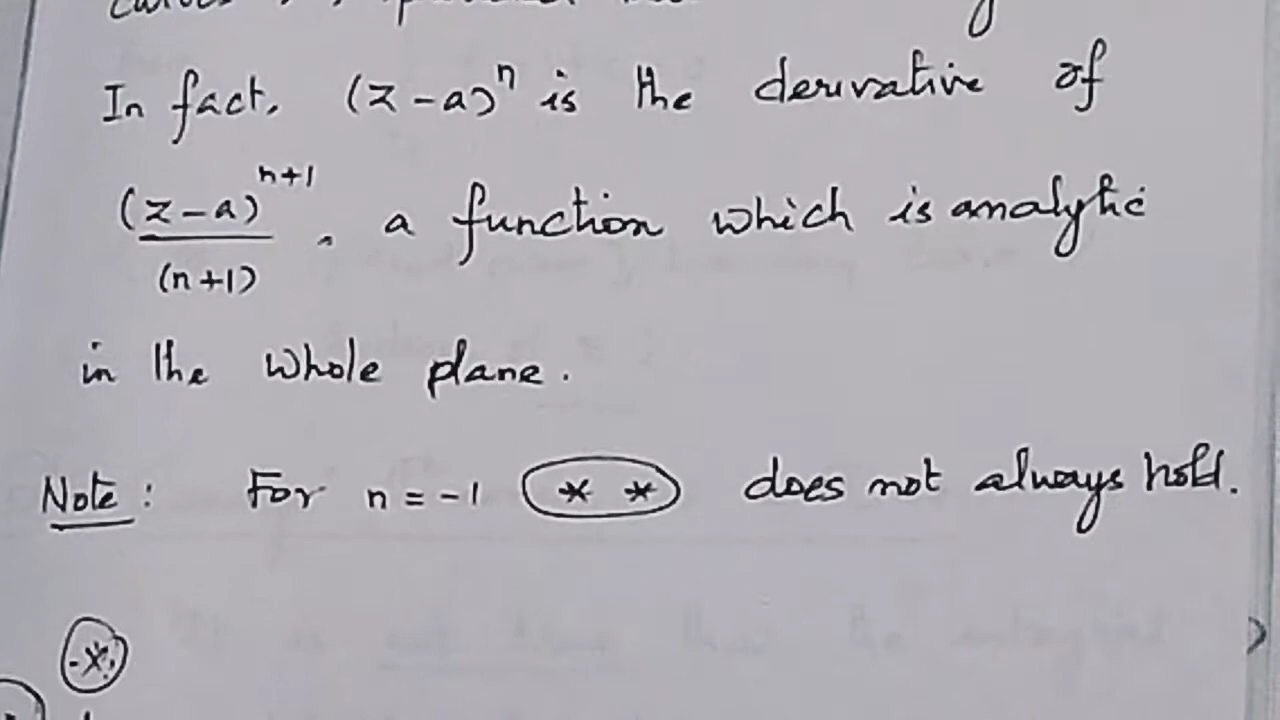 In fact, (z-a)^n is the derivative of
(z-a)^{n+1}/(n+1), a function which is analytic
in the whole plane.
Note: For n = -1 (* *) does not always hold.
(*)